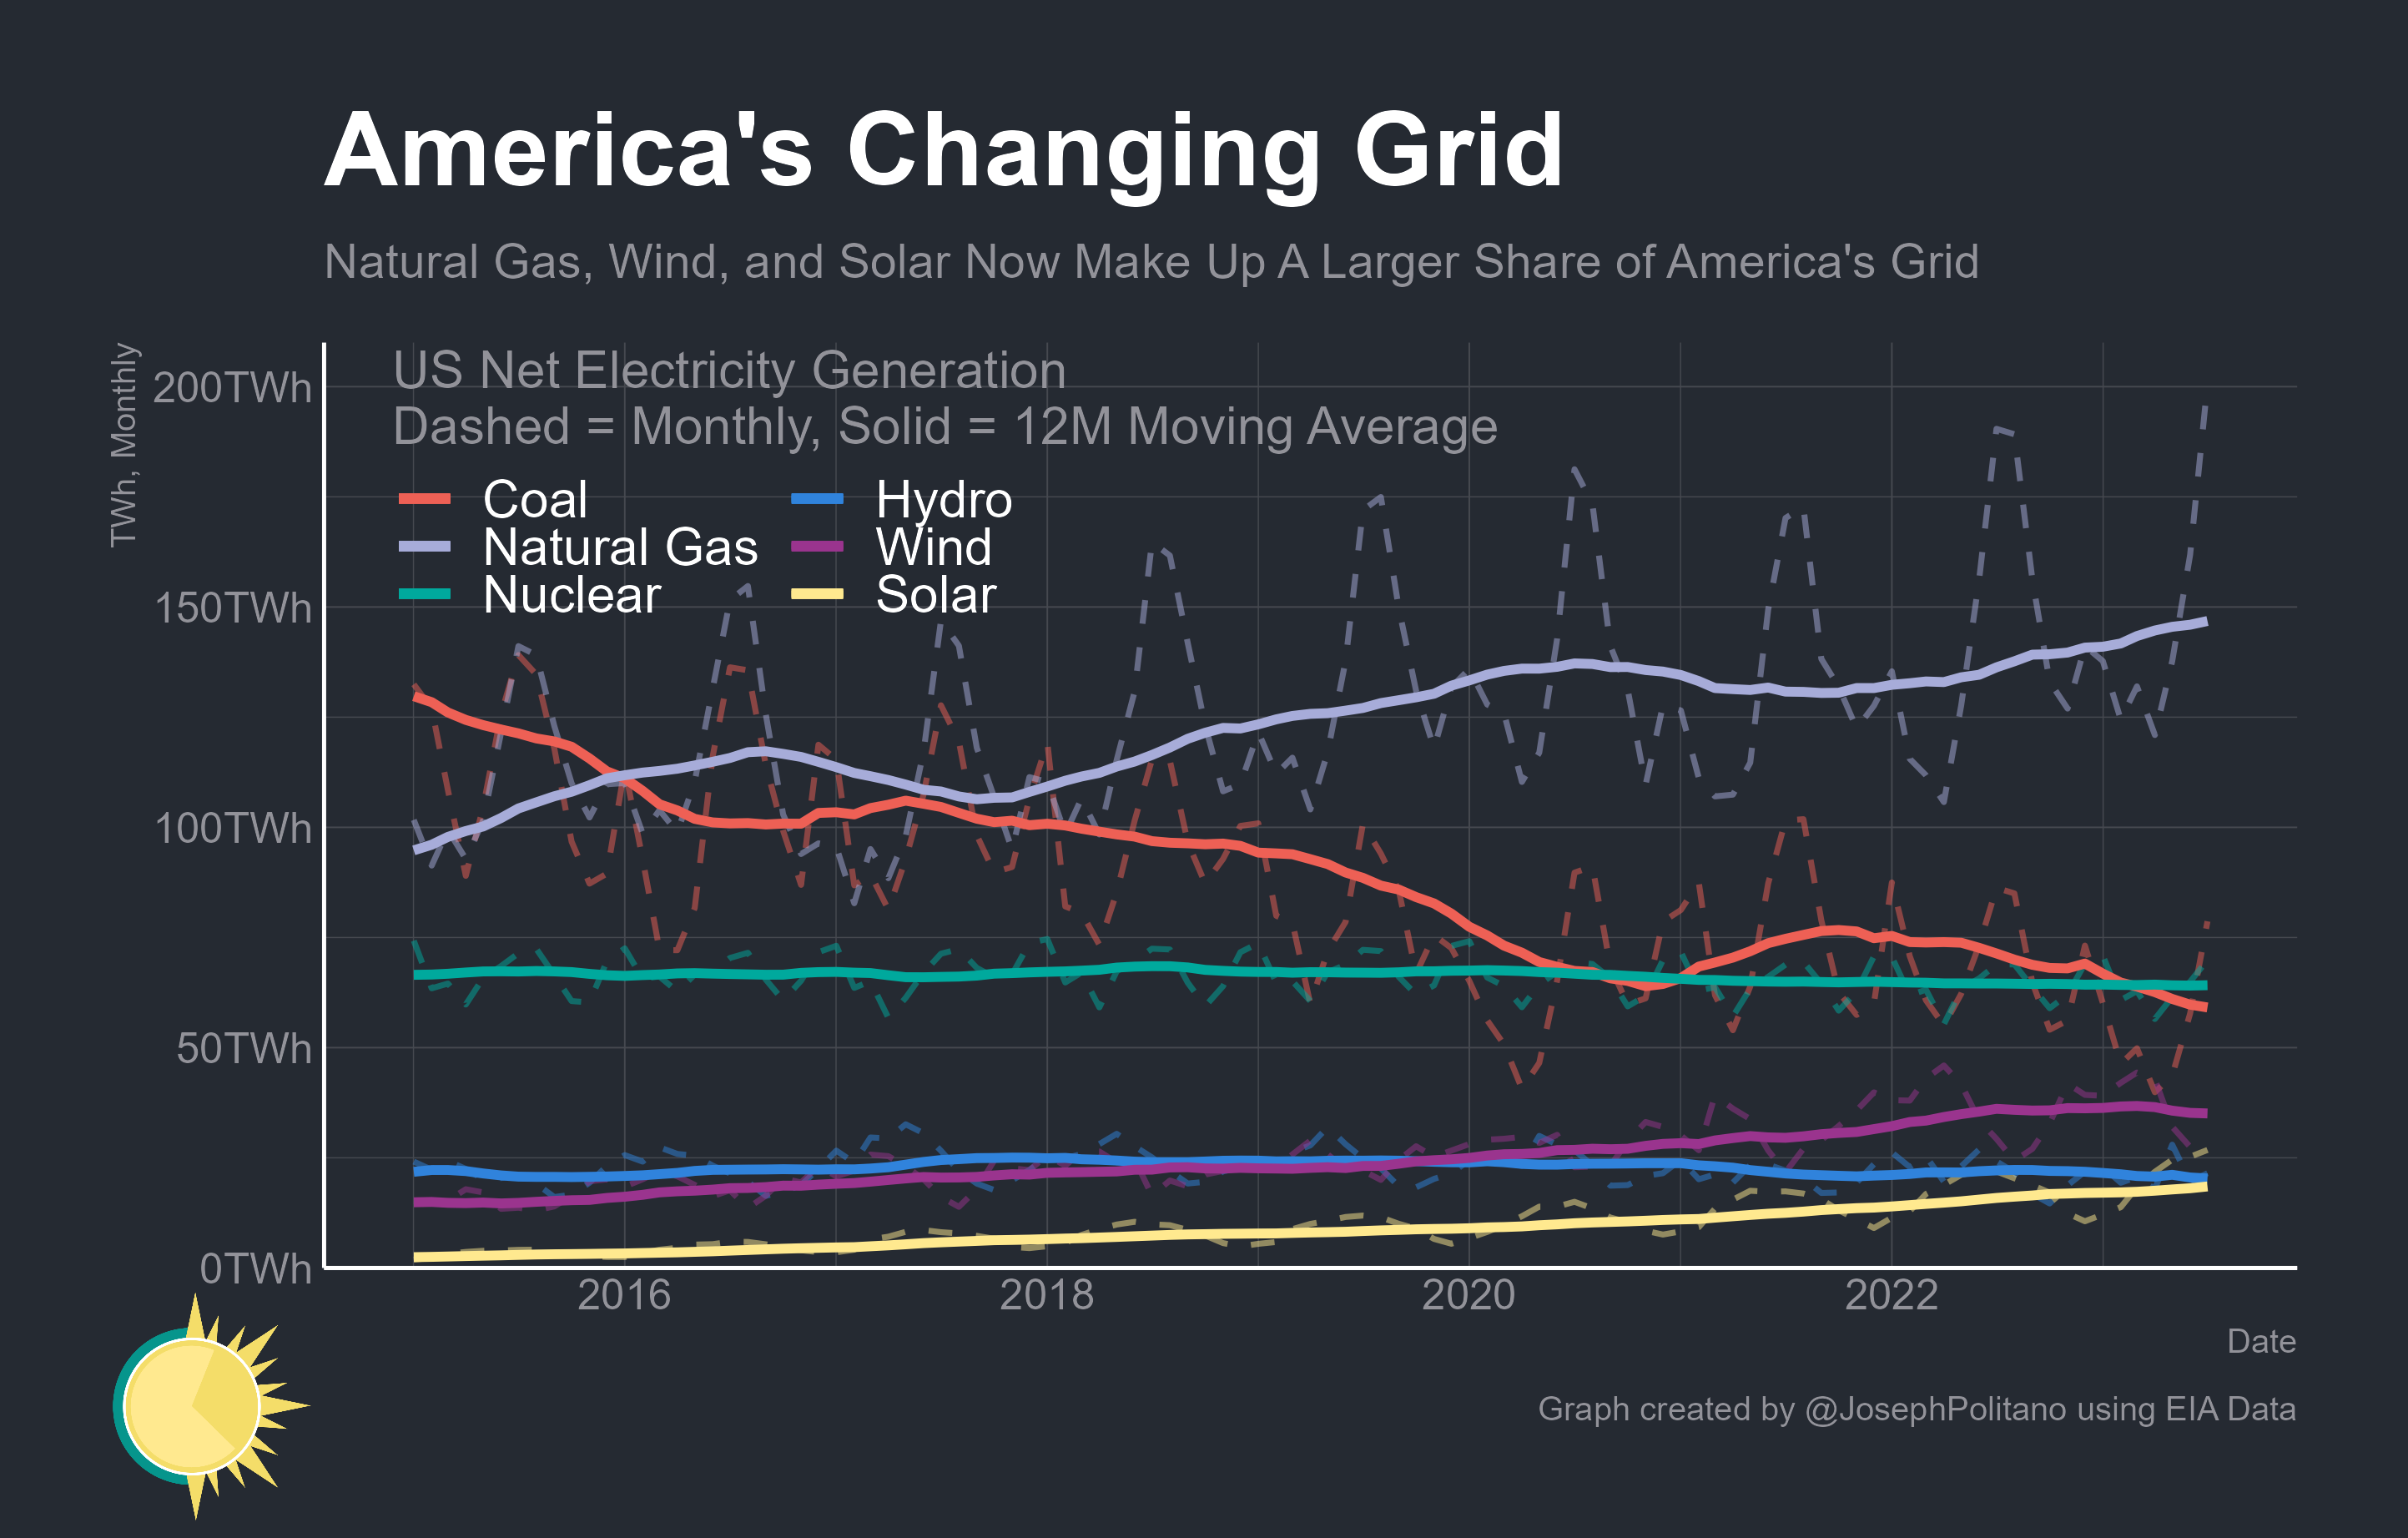 America's Changing Grid
Natural Gas, Wind, and Solar Now Make Up A Larger Share of America's Grid
TWh, Monthly
US Net Electricity Generation
Dashed = Monthly, Solid = 12M Moving Average
Coal
Natural Gas
Nuclear
Hydro
Wind
Solar
200TWh
150TWh
100TWh
50TWh
0TWh
2016 2018 2020 2022
Date
Graph created by @JosephPolitano using EIA Data